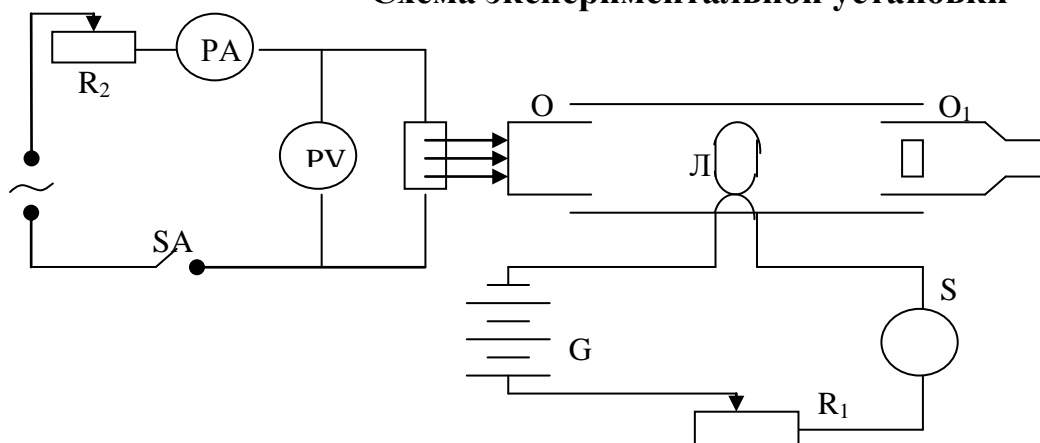 Схема экспериментальной установки
PA
R₂
O
O₁
PV
Л
SA
S
G
R₁